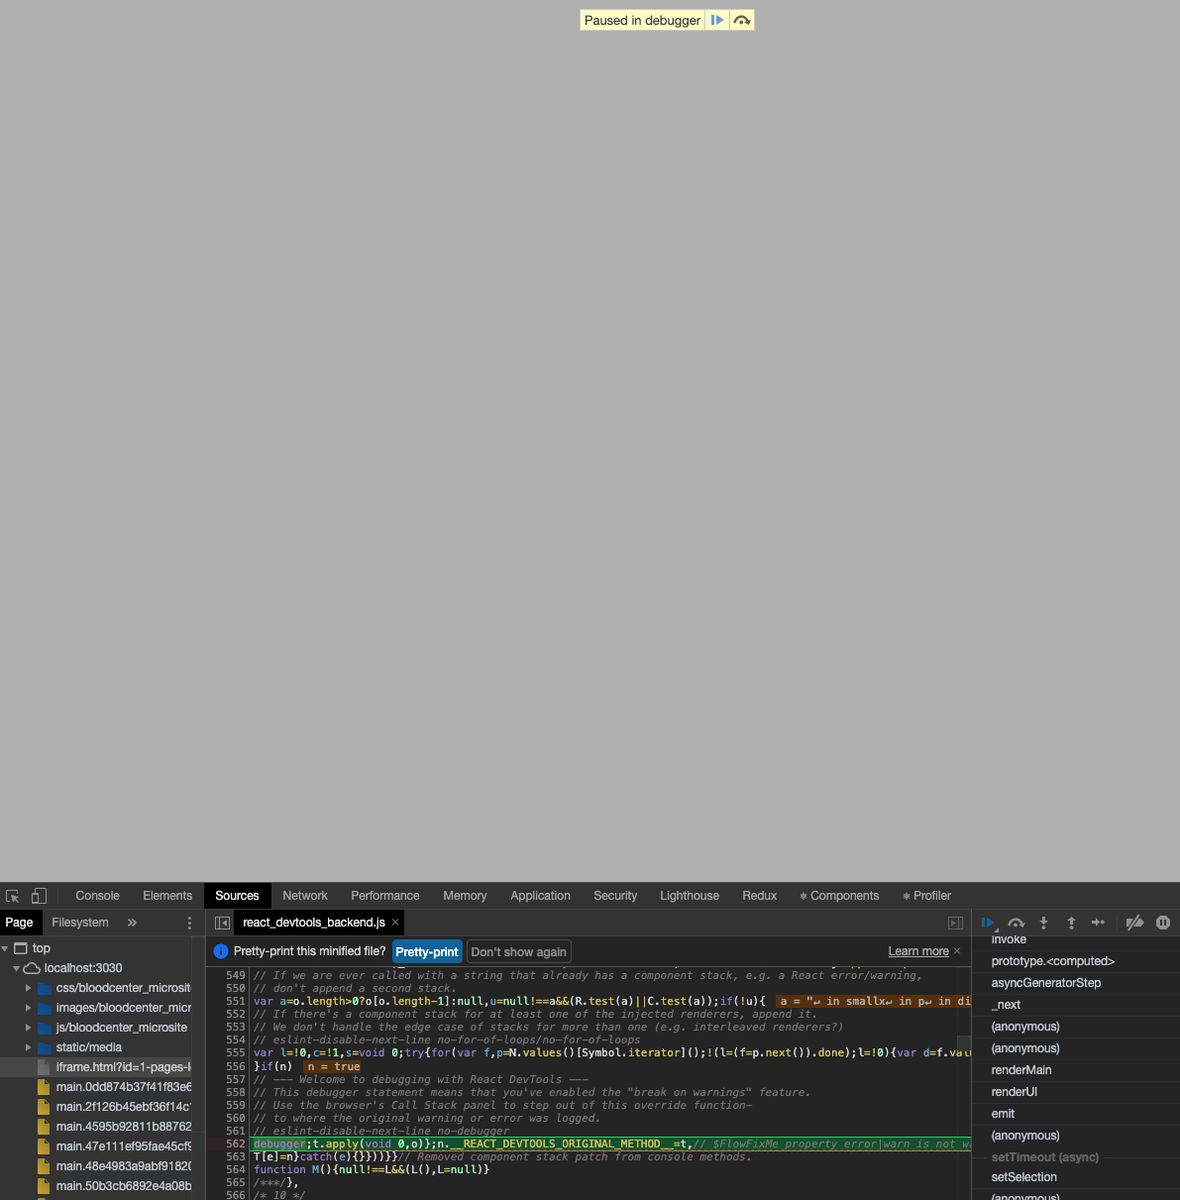 Paused in debugger
Console Elements Sources Network Performance Memory Application Security Lighthouse Redux Components Profiler
Page Filesystem » react_devtools_backend.js ×
top
localhost:3030
css/bloodcenter_microsit
images/bloodcenter_micr
js/bloodcenter_microsite
static/media
iframe.html?id=1-pages-l
main.0dd874b37f41f83e6
main.2f126b45ebf36f14c
main.4595b92811b88762
main.47e111ef95fae45cf9
main.48e4983a9abf91820
main.50b3cb6892e4a08b
Pretty-print this minified file? Pretty-print Don't show again Learn more ×
549 // If we are ever called with a string that already has a component stack, e.g. a React error/warning,
550 // don't append a second stack.
551 var a=o.length>0?o[o.length-1]:null,u=null!==a&&(R.test(a)||C.test(a));if(!u){ a = "↵ in smallx↵ in p↵ in di
552 // If there's a component stack for at least one of the injected renderers, append it.
553 // We don't handle the edge case of stacks for more than one (e.g. interleaved renderers?)
554 // eslint-disable-next-line no-for-of-loops/no-for-of-loops
555 var l=!0,c=!1,s=void 0;try{for(var f,p=N.values()[Symbol.iterator]();!(l=(f=p.next()).done);l=!0){var d=f.valu
556 }if(n) n = true
557 // --- Welcome to debugging with React DevTools ---
558 // This debugger statement means that you've enabled the "break on warnings" feature.
559 // Use the browser's Call Stack panel to step out of this override function-
560 // to where the original warning or error was logged.
561 // eslint-disable-next-line no-debugger
562 debugger;t.apply(void 0,o)};n.__REACT_DEVTOOLS_ORIGINAL_METHOD__=t,// $FlowFixMe property error|warn is not w
563 T[e]=n}catch(e){}}))}}// Removed component stack patch from console methods.
564 function M(){null!==L&&(L(),L=null)}
565 /***/},
566 /* 10 */
invoke
prototype.<computed>
asyncGeneratorStep
_next
(anonymous)
(anonymous)
renderMain
renderUI
emit
(anonymous)
setTimeout (async)
setSelection
(anonymous)